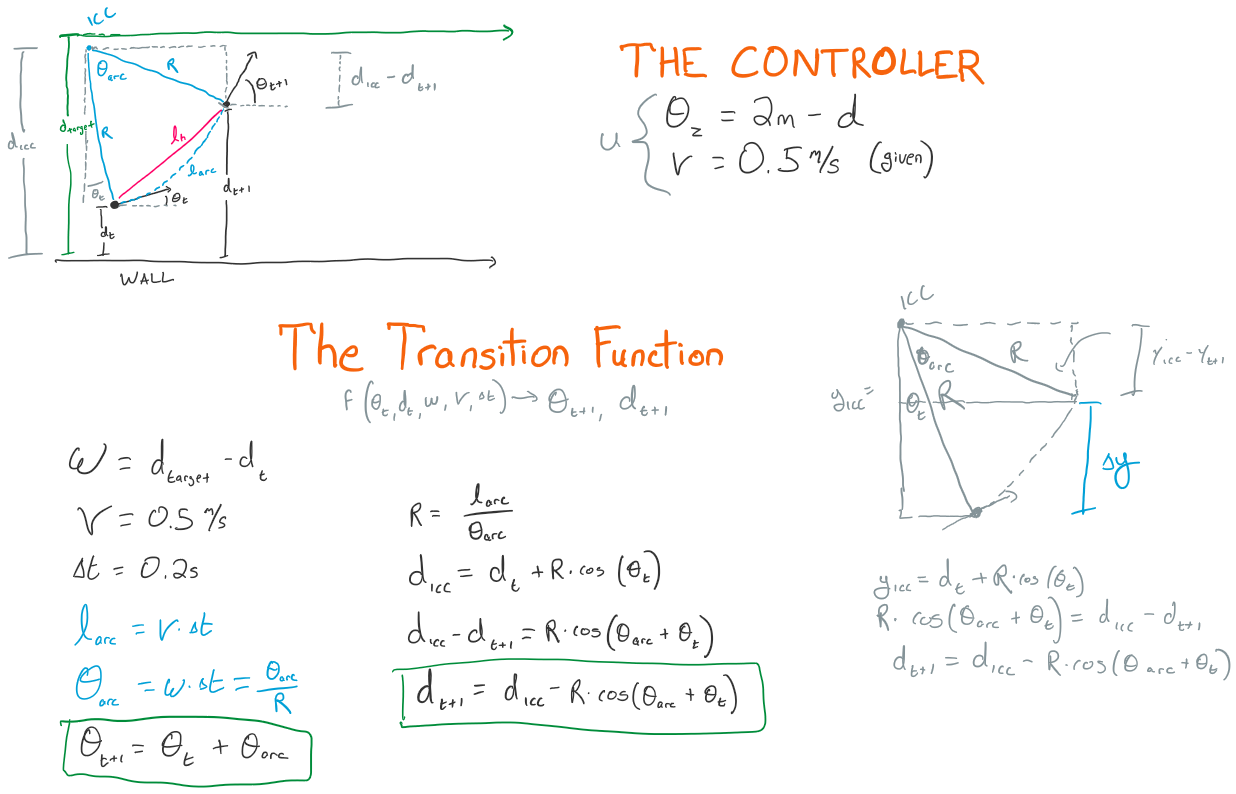 ICC
θarc
R
θt+1
dicc - dt+1
dtarget
R
lh
dicc
larc
dt+1
θt
θt
dt
WALL
THE CONTROLLER
u { θz = 2m - d
v = 0.5 m/s (given)
The Transition Function
f(θt, dt, ω, v, Δt) → θt+1, dt+1
ω = dtarget - dt
v = 0.5 m/s
Δt = 0.2s
larc = v·Δt
θarc = ω·Δt = θarc/R
θt+1 = θt + θarc
R = larc/θarc
dicc = dt + R·cos(θt)
dicc - dt+1 = R·cos(θarc + θt)
dt+1 = dicc - R·cos(θarc + θt)
ICC
θarc
R
yicc - yt+1
yicc =
θt
R
Δy
yicc = dt + R·cos(θt)
R·cos(θarc + θt) = dicc - dt+1
dt+1 = dicc - R·cos(θarc + θt)